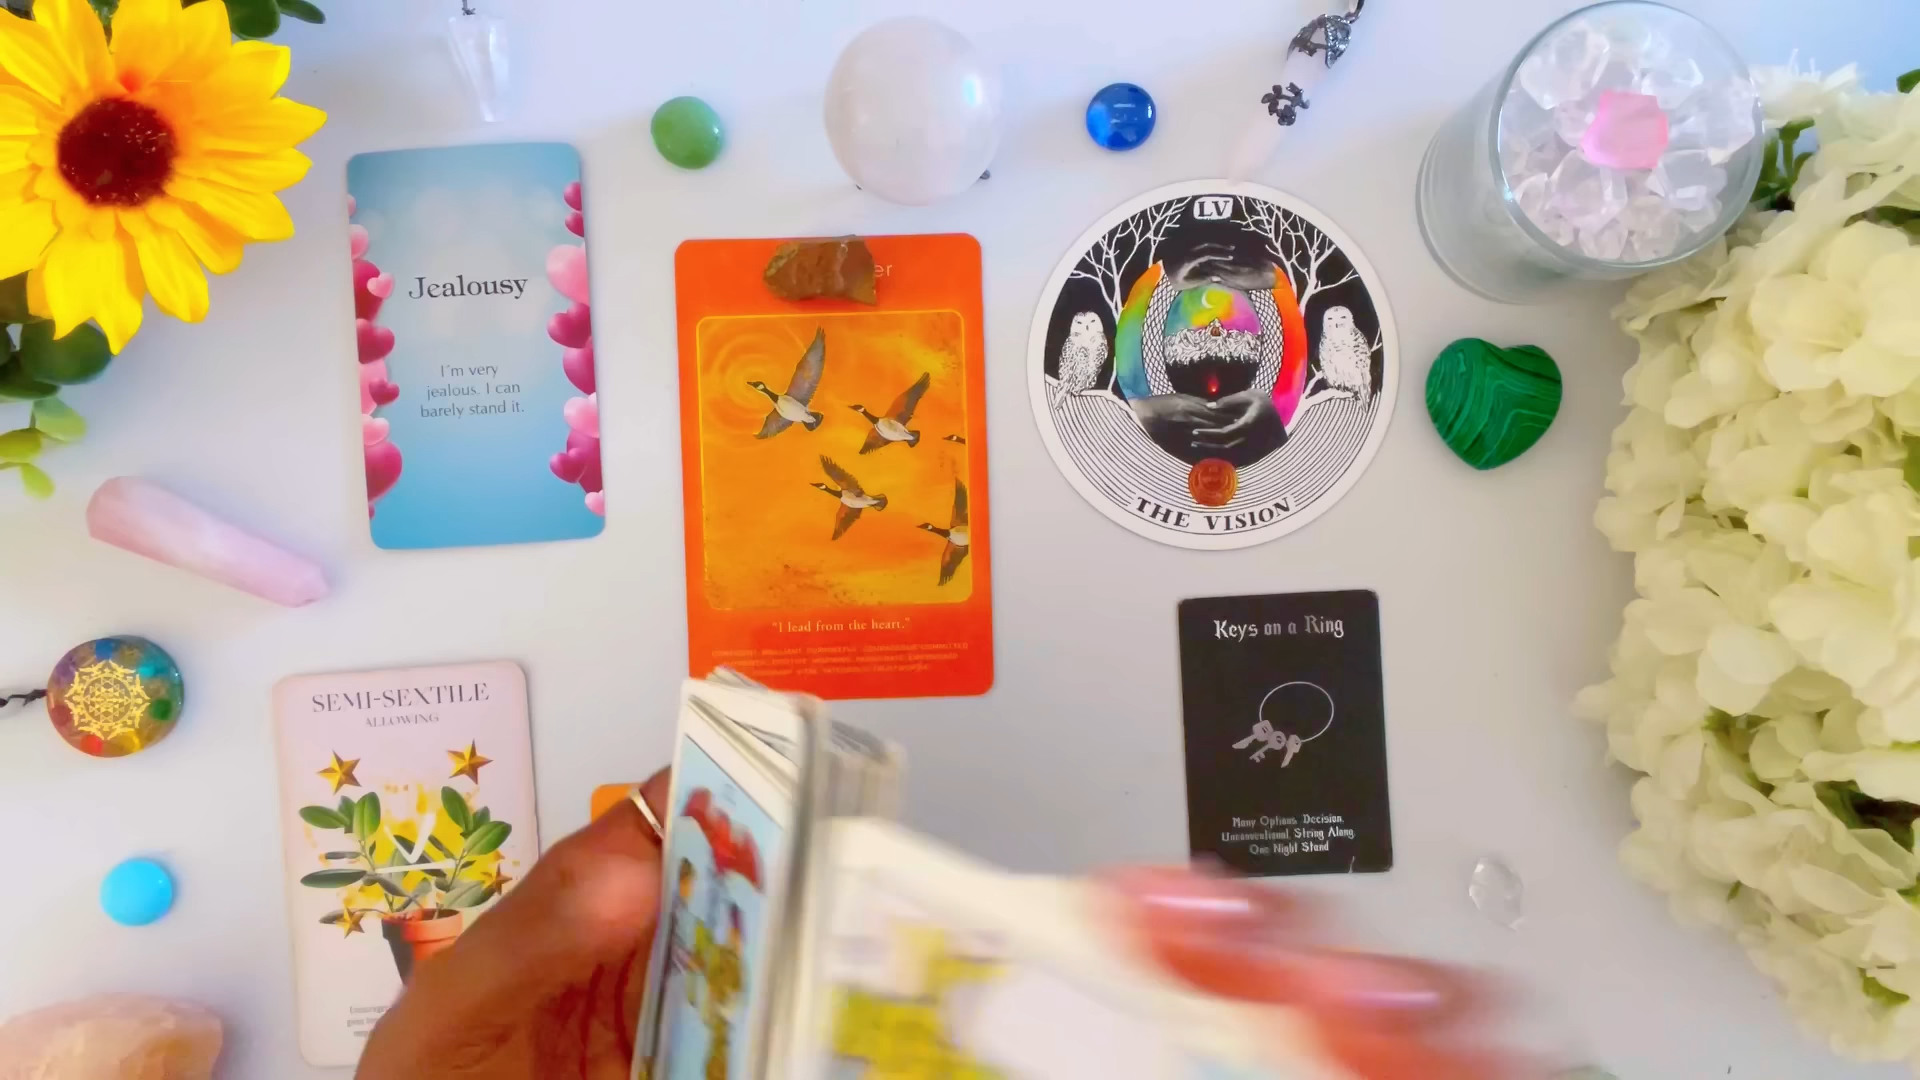 Jealousy
I'm very
jealous. I can
barely stand it.
er
"I lead from the heart."
LV
THE VISION
SEMI-SEXTILE
ALLOWING
Keys on a Ring
Many Options, Decision,
Unconventional, String Along,
One Night Stand